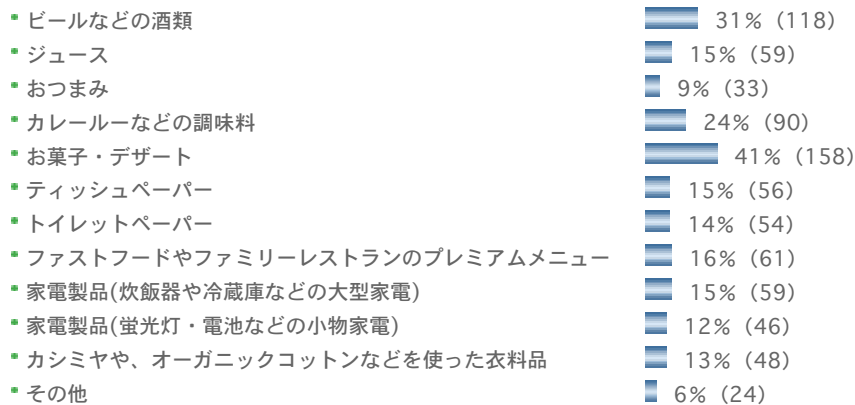 ビールなどの酒類 31% (118)
ジュース 15% (59)
おつまみ 9% (33)
カレールーなどの調味料 24% (90)
お菓子・デザート 41% (158)
ティッシュペーパー 15% (56)
トイレットペーパー 14% (54)
ファストフードやファミリーレストランのプレミアムメニュー 16% (61)
家電製品(炊飯器や冷蔵庫などの大型家電) 15% (59)
家電製品(蛍光灯・電池などの小物家電) 12% (46)
カシミヤや、オーガニックコットンなどを使った衣料品 13% (48)
その他 6% (24)